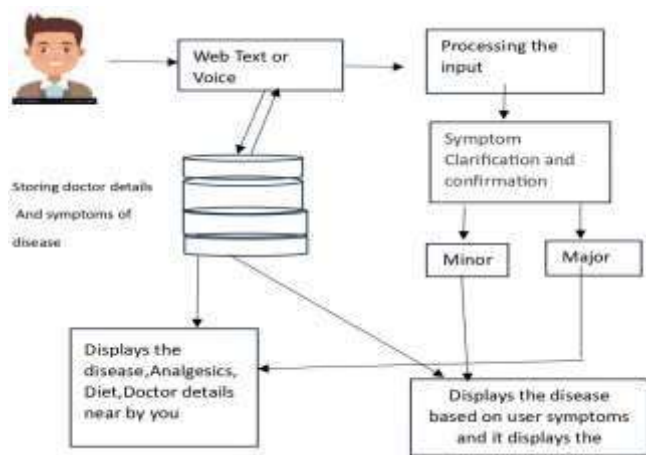 Web Text or
Voice
Processing the
input
Symptom
Clarification and
confirmation
Storing doctor details
And symptoms of
disease
Minor
Major
Displays the
disease,Analgesics,
Diet,Doctor details
near by you
Displays the disease
based on user symptoms
and it displays the